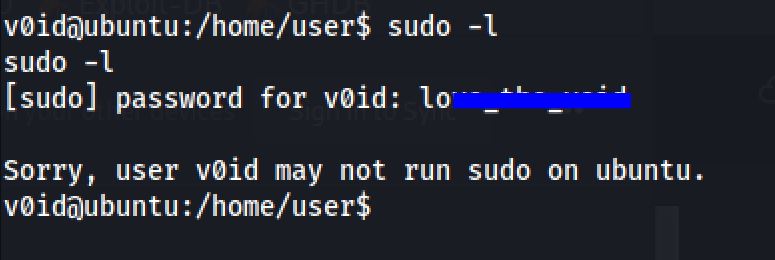 v0id@ubuntu:/home/user$ sudo -l
sudo -l
[sudo] password for v0id: lo
Sorry, user v0id may not run sudo on ubuntu.
v0id@ubuntu:/home/user$